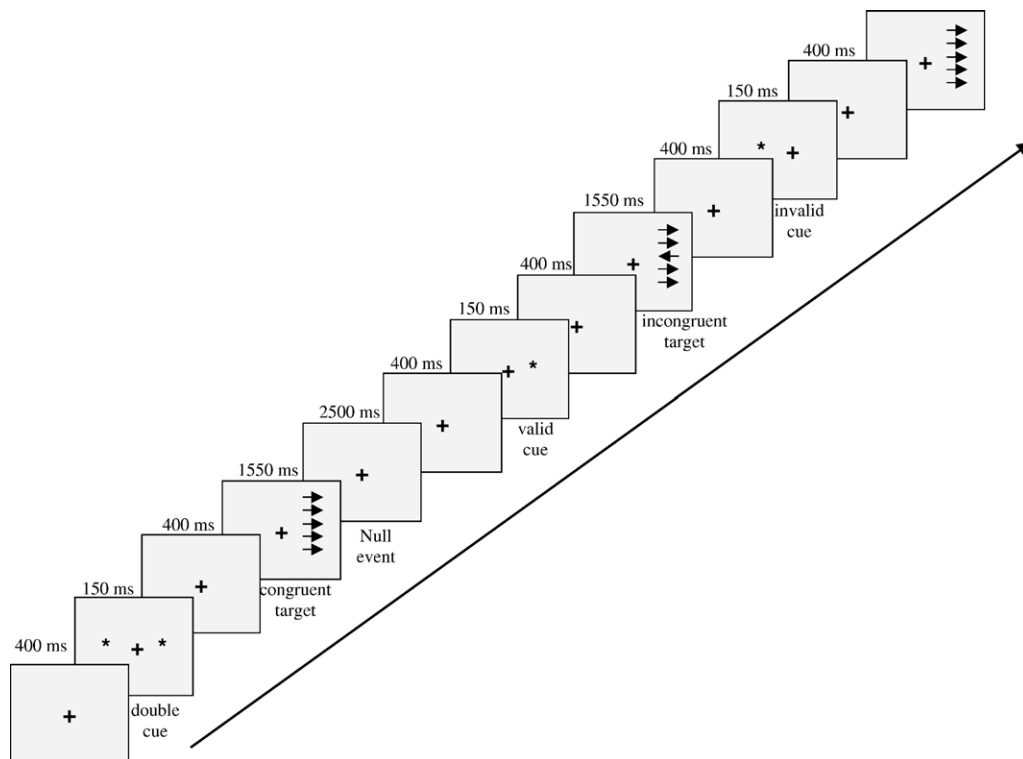 400 ms
150 ms
400 ms
invalid
cue
1550 ms
400 ms
incongruent
target
150 ms
400 ms
valid
cue
2500 ms
1550 ms
Null
event
400 ms
congruent
target
150 ms
400 ms
double
cue